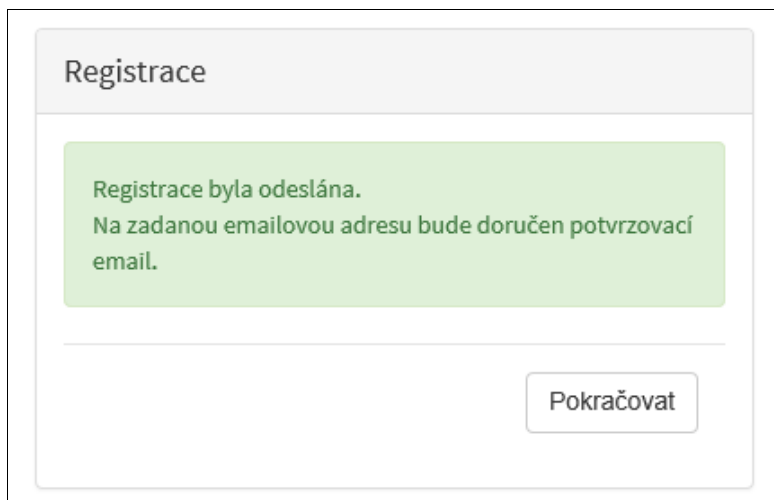 Registrace
Registrace byla odeslána.
Na zadanou emailovou adresu bude doručen potvrzovací
email.
Pokračovat